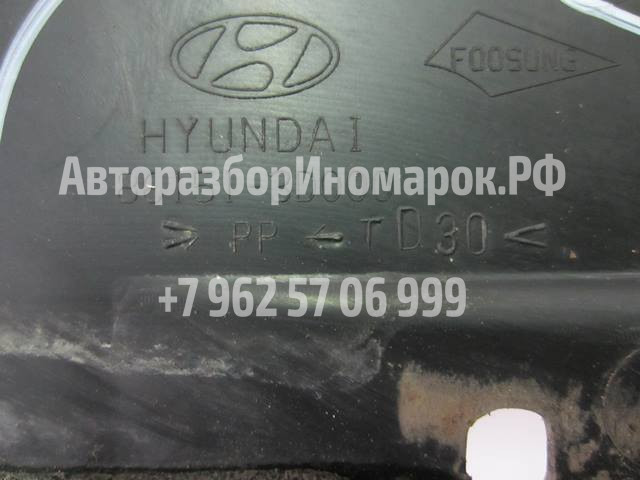 FOOSUNG
HYUNDAI
АвторазборИномарок.РФ
> PP + TD30 <
+7 962 57 06 999